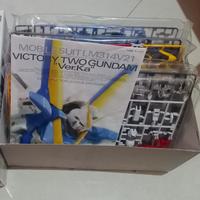 MOBILE SUIT LM314V21
VICTORY TWO GUNDAM
"Ver.Ka"